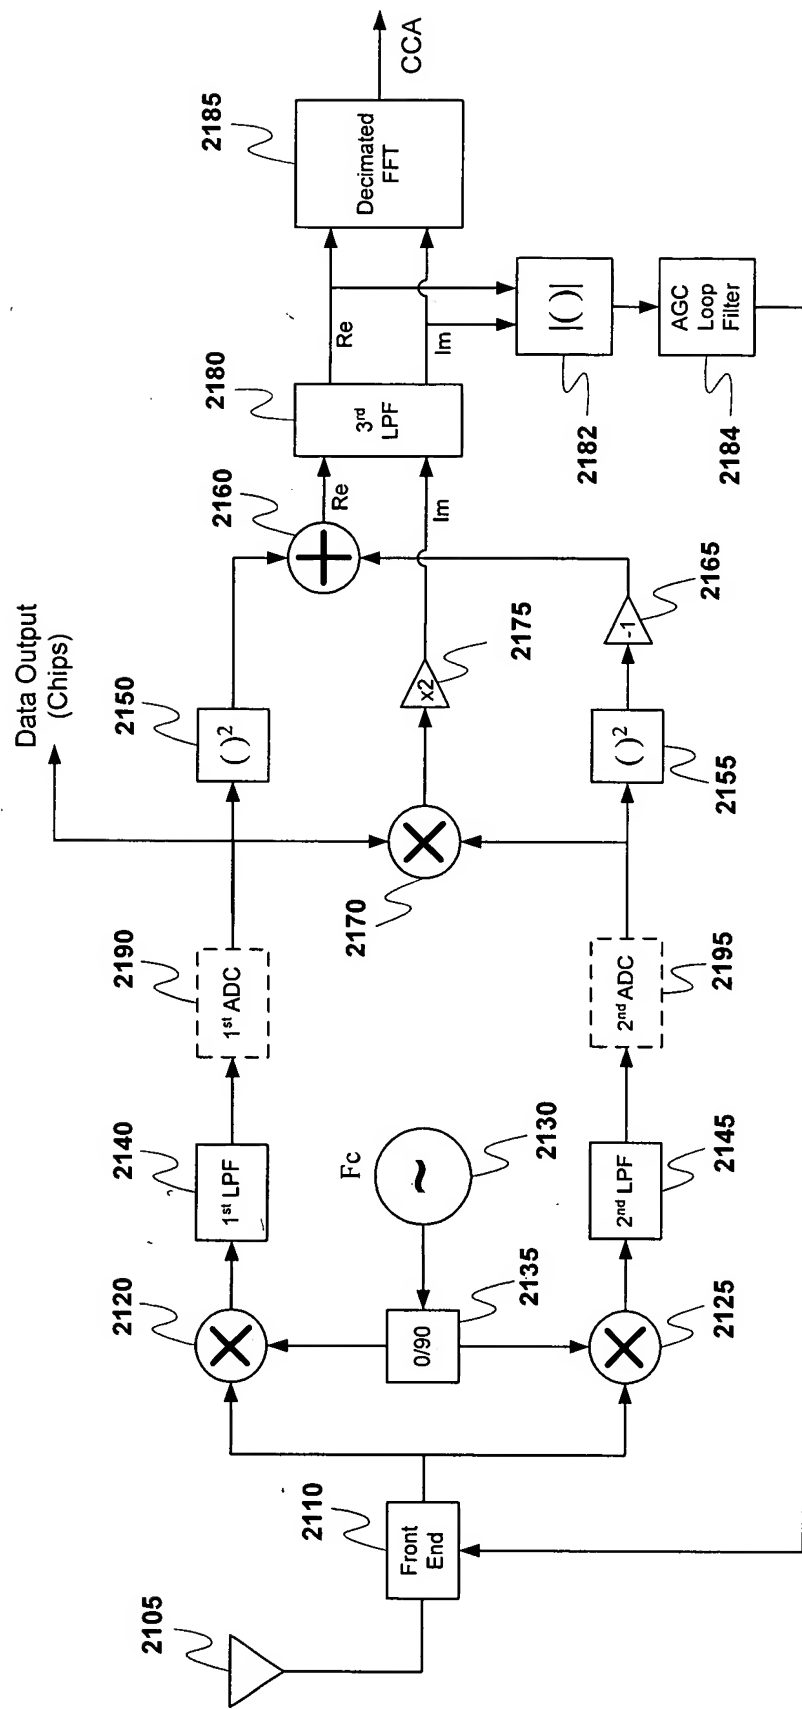 2105
2110
Front
End
2120
2125
0/90
2135
Fc
~
2130
2140
1st LPF
2145
2nd LPF
2190
1st ADC
2195
2nd ADC
Data Output
(Chips)
2150
( )²
2155
( )²
2170
x2
2175
-1
2165
2160
Re
Im
2180
3rd
LPF
Re
Im
2182
|( )|
2184
AGC
Loop
Filter
2185
Decimated
FFT
CCA